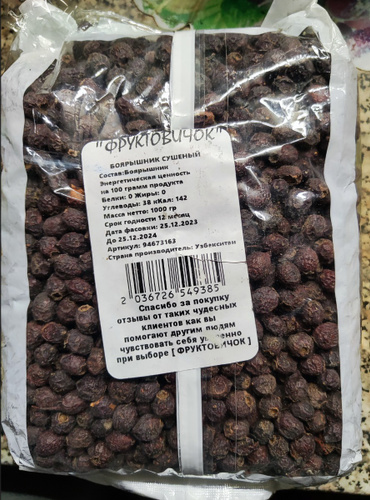 "ФРУКТОВИЧОК"
БОЯРЫШНИК СУШЕНЫЙ
Состав:Боярышник
Энергетическая ценность
на 100 грамм продукта
Белки: 0 Жиры: 0
Углеводы: 38 кКал: 142
Масса нетто: 1000 гр
Срок годности 12 месяц
Дата фасовки: 25.12.2023
До 25.12.2024
Артикул: 94673163
Страна производитель: Узбекистан
2 036726 549385
Спасибо за покупку
отзывы от таких чудесных
клиентов как вы
помогают другим людям
чувствовать себя уверенно
при выборе [ ФРУКТОВИЧОК ]